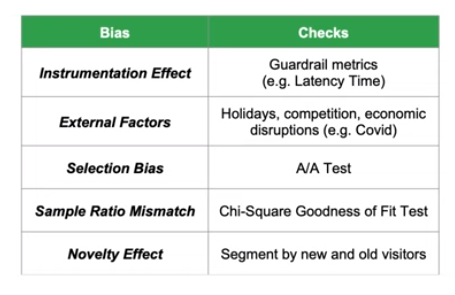 Bias Checks
Instrumentation Effect Guardrail metrics
(e.g. Latency Time)
External Factors Holidays, competition, economic
disruptions (e.g. Covid)
Selection Bias A/A Test
Sample Ratio Mismatch Chi-Square Goodness of Fit Test
Novelty Effect Segment by new and old visitors